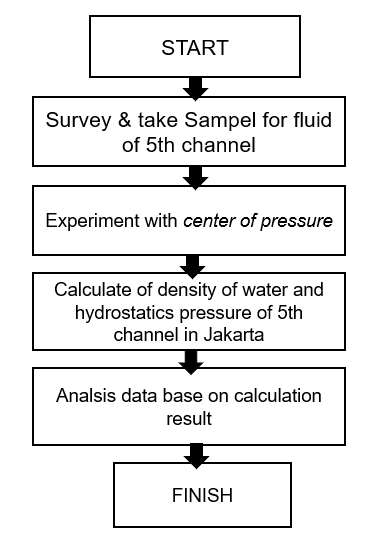 START
Survey & take Sampel for fluid
of 5th channel
Experiment with center of pressure
Calculate of density of water and
hydrostatics pressure of 5th
channel in Jakarta
Analsis data base on calculation
result
FINISH